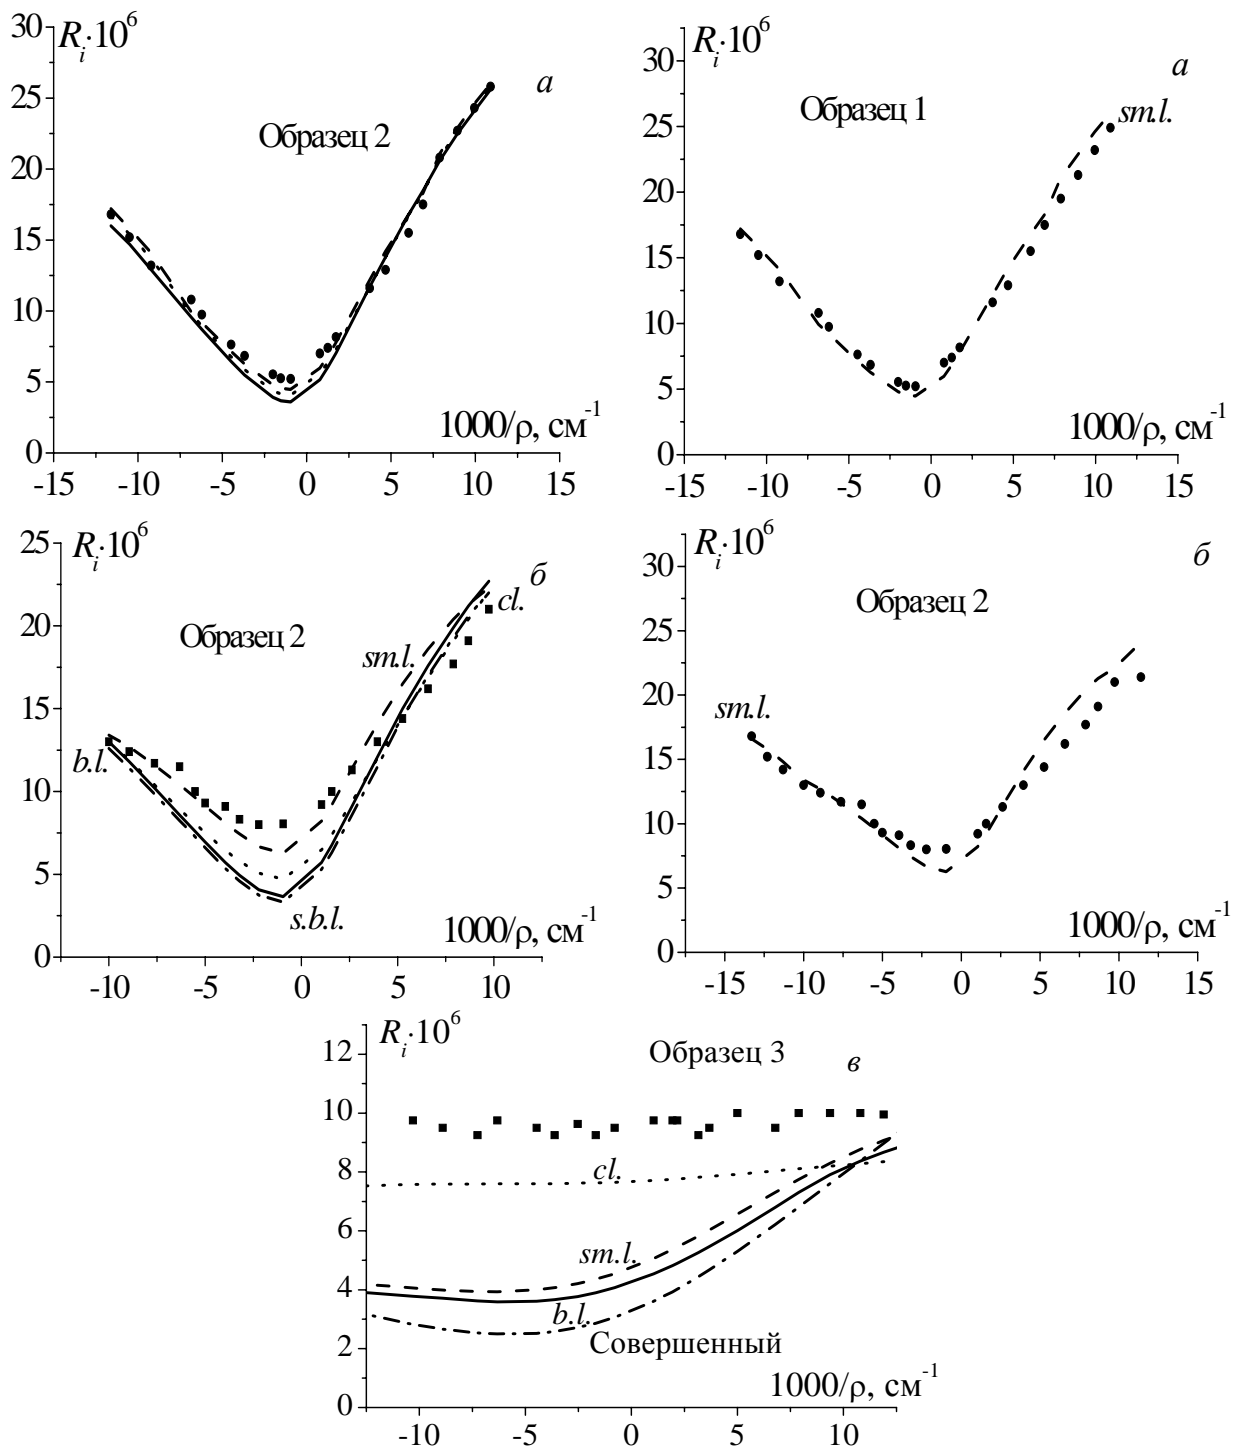 R_i·10^6
а
Образец 2
30
25
20
15
10
5
0
1000/ρ, см^-1
-15 -10 -5 0 5 10 15
R_i·10^6
а
Образец 1
sm.l.
30
25
20
15
10
5
0
1000/ρ, см^-1
-15 -10 -5 0 5 10 15
R_i·10^6
б
cl.
Образец 2
sm.l.
b.l.
s.b.l.
25
20
15
10
5
0
1000/ρ, см^-1
-10 -5 0 5 10
R_i·10^6
б
Образец 2
sm.l.
30
25
20
15
10
5
0
1000/ρ, см^-1
-15 -10 -5 0 5 10 15
R_i·10^6
Образец 3
в
12
10
8
6
4
2
0
cl.
sm.l.
b.l.
Совершенный
1000/ρ, см^-1
-10 -5 0 5 10